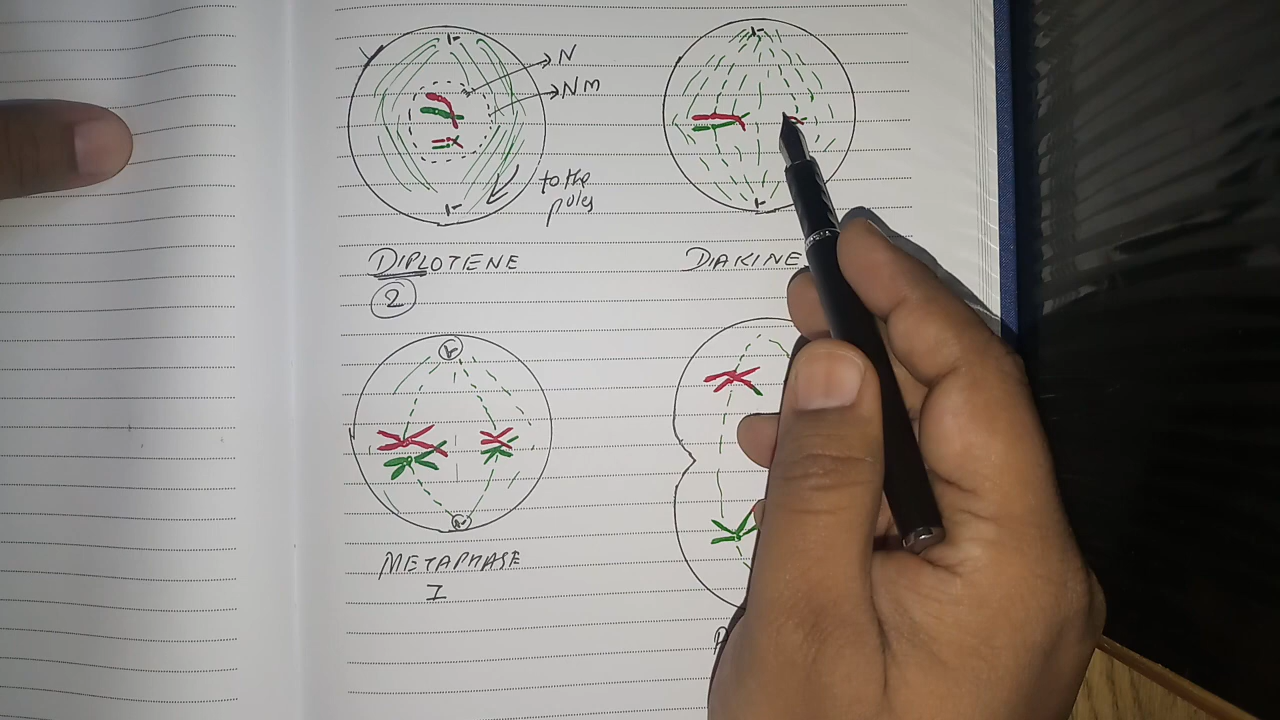 N
Nm
to the
poles
DIPLOTENE
2
DIAKINE
METAPHASE
I